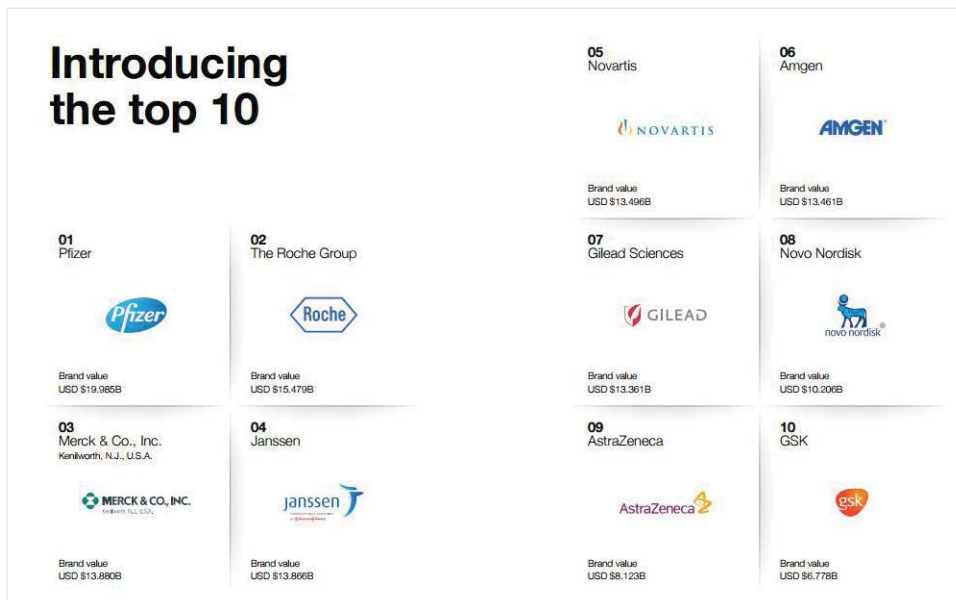 Introducing
the top 10
01
Pfizer
Pfizer
Brand value
USD $19.985B
02
The Roche Group
Roche
Brand value
USD $15.479B
03
Merck & Co., Inc.
Kenilworth, N.J., U.S.A.
MERCK & CO., INC.
Kenilworth, N.J., U.S.A.
Brand value
USD $13.880B
04
Janssen
janssen
Brand value
USD $13.866B
05
Novartis
NOVARTIS
Brand value
USD $13.496B
06
Amgen
AMGEN®
Brand value
USD $13.461B
07
Gilead Sciences
GILEAD
Brand value
USD $13.361B
08
Novo Nordisk
novo nordisk®
Brand value
USD $10.206B
09
AstraZeneca
AstraZeneca
Brand value
USD $8.123B
10
GSK
gsk
Brand value
USD $6.778B